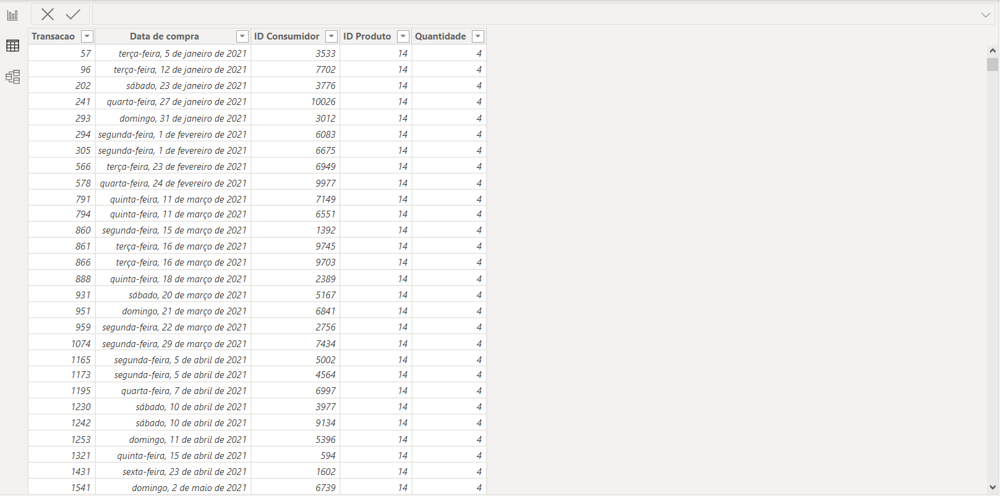 Transacao Data de compra ID Consumidor ID Produto Quantidade
57 terça-feira, 5 de janeiro de 2021 3533 14 4
96 terça-feira, 12 de janeiro de 2021 7702 14 4
202 sábado, 23 de janeiro de 2021 3776 14 4
241 quarta-feira, 27 de janeiro de 2021 10026 14 4
293 domingo, 31 de janeiro de 2021 3012 14 4
294 segunda-feira, 1 de fevereiro de 2021 6083 14 4
305 segunda-feira, 1 de fevereiro de 2021 6675 14 4
566 terça-feira, 23 de fevereiro de 2021 6949 14 4
578 quarta-feira, 24 de fevereiro de 2021 9977 14 4
791 quinta-feira, 11 de março de 2021 7149 14 4
794 quinta-feira, 11 de março de 2021 6551 14 4
860 segunda-feira, 15 de março de 2021 1392 14 4
861 terça-feira, 16 de março de 2021 9745 14 4
866 terça-feira, 16 de março de 2021 9703 14 4
888 quinta-feira, 18 de março de 2021 2389 14 4
931 sábado, 20 de março de 2021 5167 14 4
951 domingo, 21 de março de 2021 6841 14 4
959 segunda-feira, 22 de março de 2021 2756 14 4
1074 segunda-feira, 29 de março de 2021 7434 14 4
1165 segunda-feira, 5 de abril de 2021 5002 14 4
1173 segunda-feira, 5 de abril de 2021 4564 14 4
1195 quarta-feira, 7 de abril de 2021 6997 14 4
1230 sábado, 10 de abril de 2021 3977 14 4
1242 sábado, 10 de abril de 2021 9134 14 4
1253 domingo, 11 de abril de 2021 5396 14 4
1321 quinta-feira, 15 de abril de 2021 594 14 4
1431 sexta-feira, 23 de abril de 2021 1602 14 4
1541 domingo, 2 de maio de 2021 6739 14 4